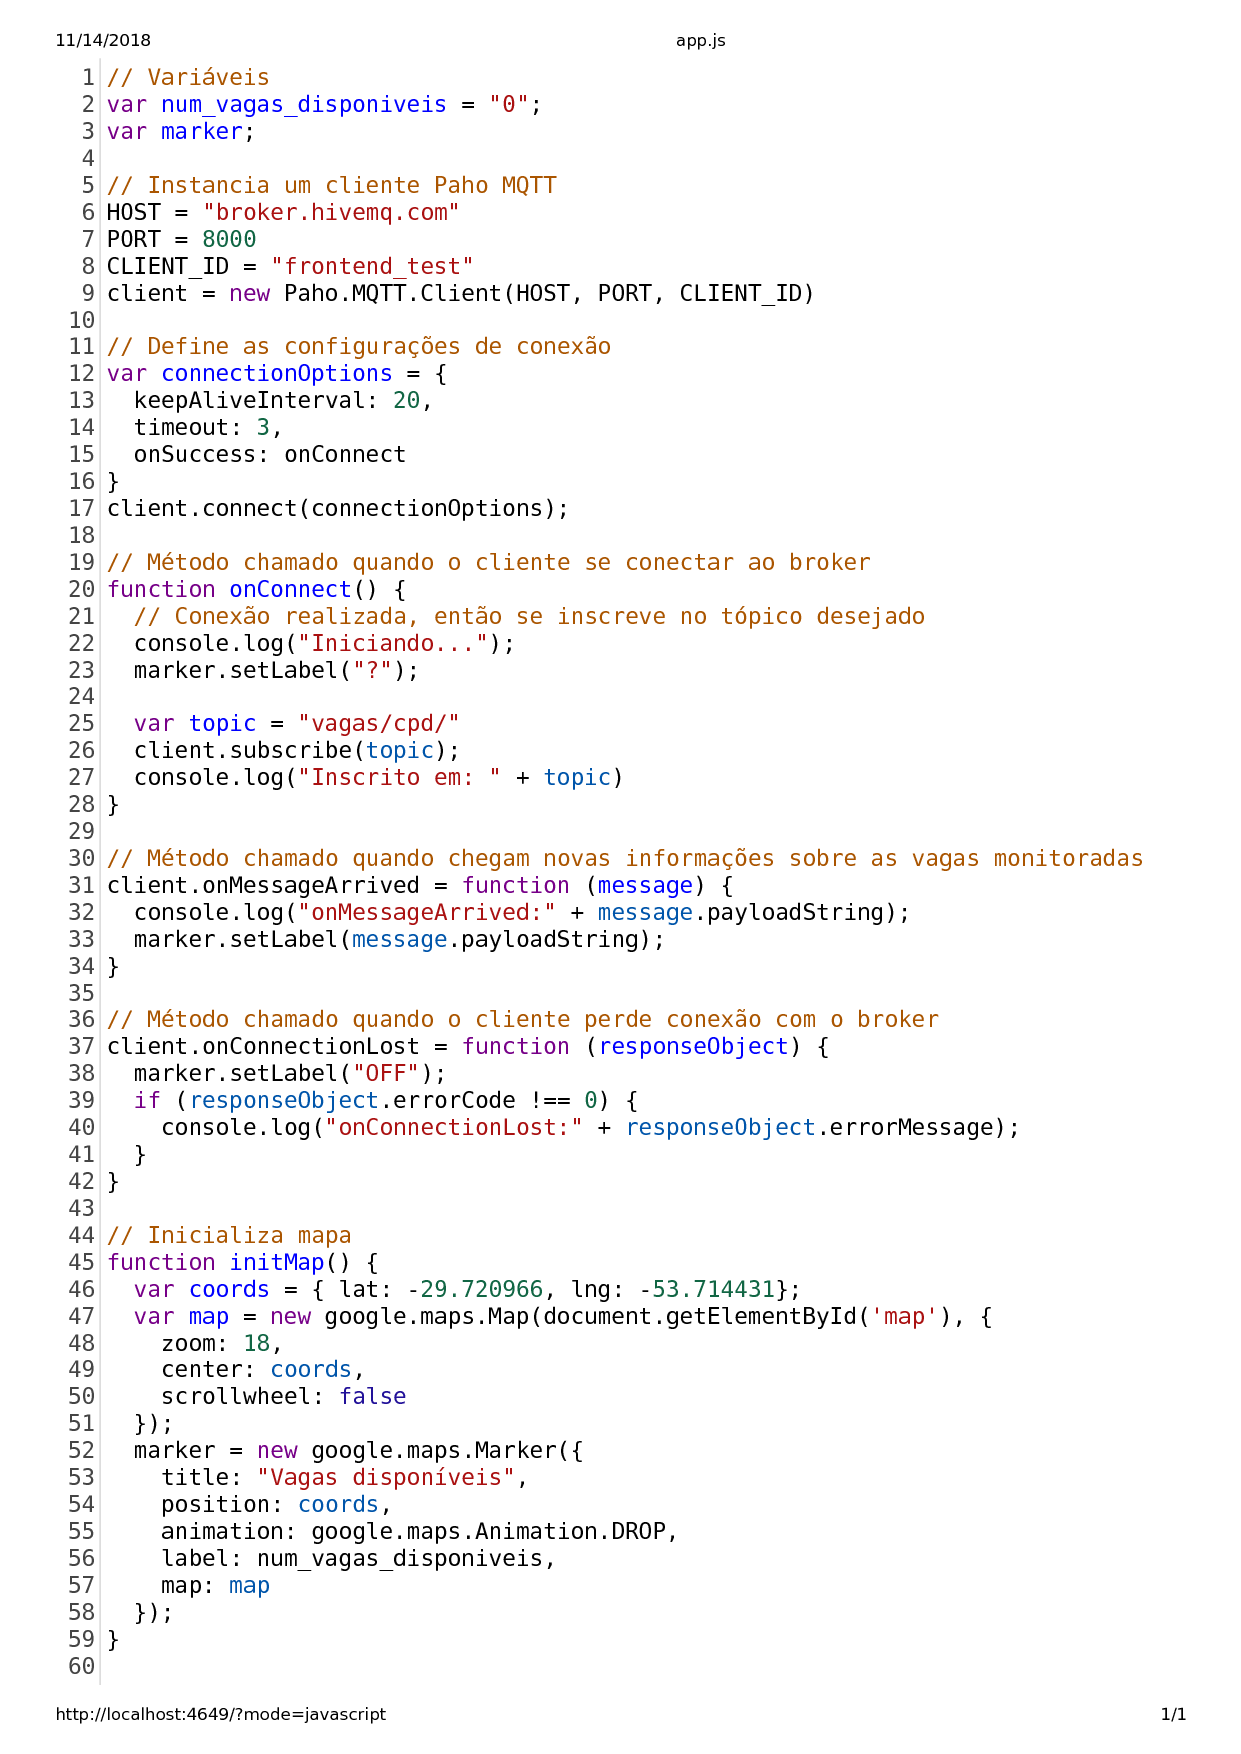 11/14/2018 app.js
1 // Variáveis
2 var num_vagas_disponiveis = "0";
3 var marker;
4
5 // Instancia um cliente Paho MQTT
6 HOST = "broker.hivemq.com"
7 PORT = 8000
8 CLIENT_ID = "frontend_test"
9 client = new Paho.MQTT.Client(HOST, PORT, CLIENT_ID)
10
11 // Define as configurações de conexão
12 var connectionOptions = {
13   keepAliveInterval: 20,
14   timeout: 3,
15   onSuccess: onConnect
16 }
17 client.connect(connectionOptions);
18
19 // Método chamado quando o cliente se conectar ao broker
20 function onConnect() {
21   // Conexão realizada, então se inscreve no tópico desejado
22   console.log("Iniciando...");
23   marker.setLabel("?");
24
25   var topic = "vagas/cpd/"
26   client.subscribe(topic);
27   console.log("Inscrito em: " + topic)
28 }
29
30 // Método chamado quando chegam novas informações sobre as vagas monitoradas
31 client.onMessageArrived = function (message) {
32   console.log("onMessageArrived:" + message.payloadString);
33   marker.setLabel(message.payloadString);
34 }
35
36 // Método chamado quando o cliente perde conexão com o broker
37 client.onConnectionLost = function (responseObject) {
38   marker.setLabel("OFF");
39   if (responseObject.errorCode !== 0) {
40     console.log("onConnectionLost:" + responseObject.errorMessage);
41   }
42 }
43
44 // Inicializa mapa
45 function initMap() {
46   var coords = { lat: -29.720966, lng: -53.714431};
47   var map = new google.maps.Map(document.getElementById('map'), {
48     zoom: 18,
49     center: coords,
50     scrollwheel: false
51   });
52   marker = new google.maps.Marker({
53     title: "Vagas disponíveis",
54     position: coords,
55     animation: google.maps.Animation.DROP,
56     label: num_vagas_disponiveis,
57     map: map
58   });
59 }
60
http://localhost:4649/?mode=javascript 1/1